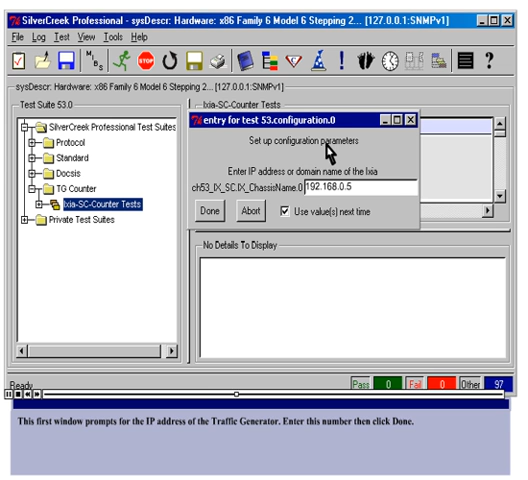 SilverCreek Professional - sysDescr: Hardware: x86 Family 6 Model 6 Stepping 2... [127.0.0.1:SNMPv1]
File Log Test View Tools Help
M I B s STOP ! ?
sysDescr: Hardware: x86 Family 6 Model 6 Stepping 2... [127.0.0.1:SNMPv1]
Test Suite 53.0
SilverCreek Professional Test Suites
Protocol
Standard
Docsis
TG Counter
Ixia-SC-Counter Tests
Private Test Suites
Ixia-SC-Counter Tests
entry for test 53.configuration.0
Set up configuration parameters
Enter IP address or domain name of the Ixia
ch53_IX_SC.IX_ChassisName.0 192.168.0.5
Done Abort Use value(s) next time
No Details To Display
Ready
Pass 0 Fail 0 Other 97
This first window prompts for the IP address of the Traffic Generator. Enter this number then click Done.